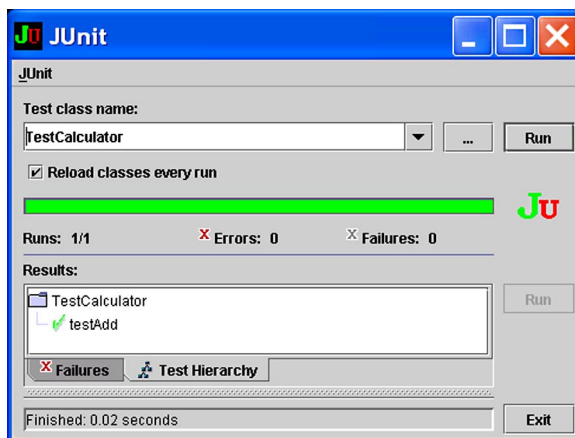 JU JUnit
JUnit
Test class name:
TestCalculator ... Run
Reload classes every run
JU
Runs: 1/1 X Errors: 0 X Failures: 0
Results:
TestCalculator Run
testAdd
X Failures Test Hierarchy
Finished: 0.02 seconds Exit